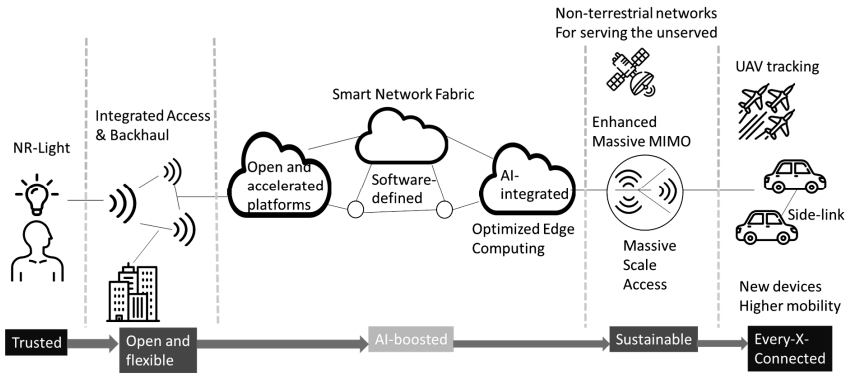 Non-terrestrial networks
For serving the unserved
UAV tracking
Smart Network Fabric
Integrated Access
& Backhaul
Enhanced
Massive MIMO
NR-Light
Open and
accelerated
platforms
Software-
defined
AI-
integrated
Side-link
Optimized Edge
Computing
Massive
Scale
Access
New devices
Higher mobility
Trusted
Open and
flexible
AI-boosted
Sustainable
Every-X-
Connected